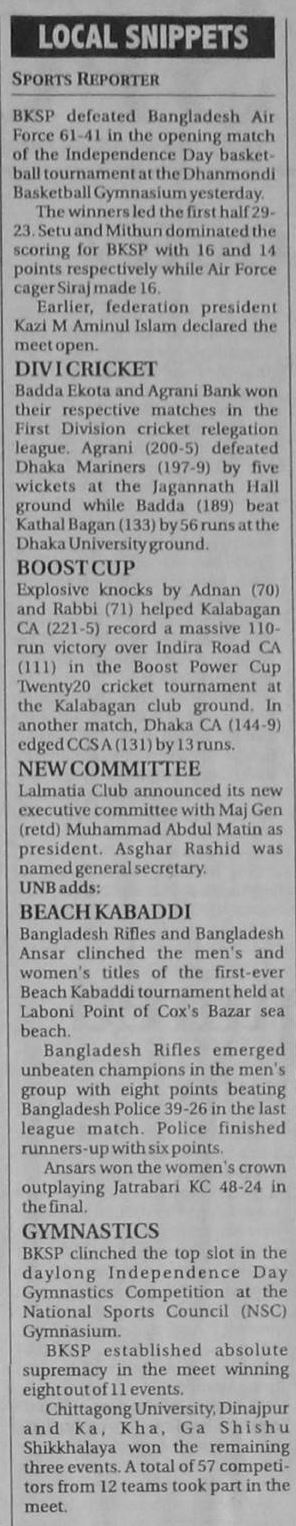 LOCAL SNIPPETS
SPORTS REPORTER
BKSP defeated Bangladesh Air
Force 61-41 in the opening match
of the Independence Day basket-
ball tournament at the Dhanmondi
Basketball Gymnasium yesterday.
The winners led the first half 29-
23. Setu and Mithun dominated the
scoring for BKSP with 16 and 14
points respectively while Air Force
cager Siraj made 16.
Earlier, federation president
Kazi M Aminul Islam declared the
meet open.
DIV I CRICKET
Badda Ekota and Agrani Bank won
their respective matches in the
First Division cricket relegation
league. Agrani (200-5) defeated
Dhaka Mariners (197-9) by five
wickets at the Jagannath Hall
ground while Badda (189) beat
Kathal Bagan (133) by 56 runs at the
Dhaka University ground.
BOOST CUP
Explosive knocks by Adnan (70)
and Rabbi (71) helped Kalabagan
CA (221-5) record a massive 110-
run victory over Indira Road CA
(111) in the Boost Power Cup
Twenty20 cricket tournament at
the Kalabagan club ground. In
another match, Dhaka CA (144-9)
edged CCSA (131) by 13 runs.
NEW COMMITTEE
Lalmatia Club announced its new
executive committee with Maj Gen
(retd) Muhammad Abdul Matin as
president. Asghar Rashid was
named general secretary.
UNB adds:
BEACH KABADDI
Bangladesh Rifles and Bangladesh
Ansar clinched the men's and
women's titles of the first-ever
Beach Kabaddi tournament held at
Laboni Point of Cox's Bazar sea
beach.
Bangladesh Rifles emerged
unbeaten champions in the men's
group with eight points beating
Bangladesh Police 39-26 in the last
league match. Police finished
runners-up with six points.
Ansars won the women's crown
outplaying Jatrabari KC 48-24 in
the final.
GYMNASTICS
BKSP clinched the top slot in the
daylong Independence Day
Gymnastics Competition at the
National Sports Council (NSC)
Gymnasium.
BKSP established absolute
supremacy in the meet winning
eight out of 11 events.
Chittagong University, Dinajpur
and Ka, Kha, Ga Shishu
Shikkhalaya won the remaining
three events. A total of 57 competi-
tors from 12 teams took part in the
meet.